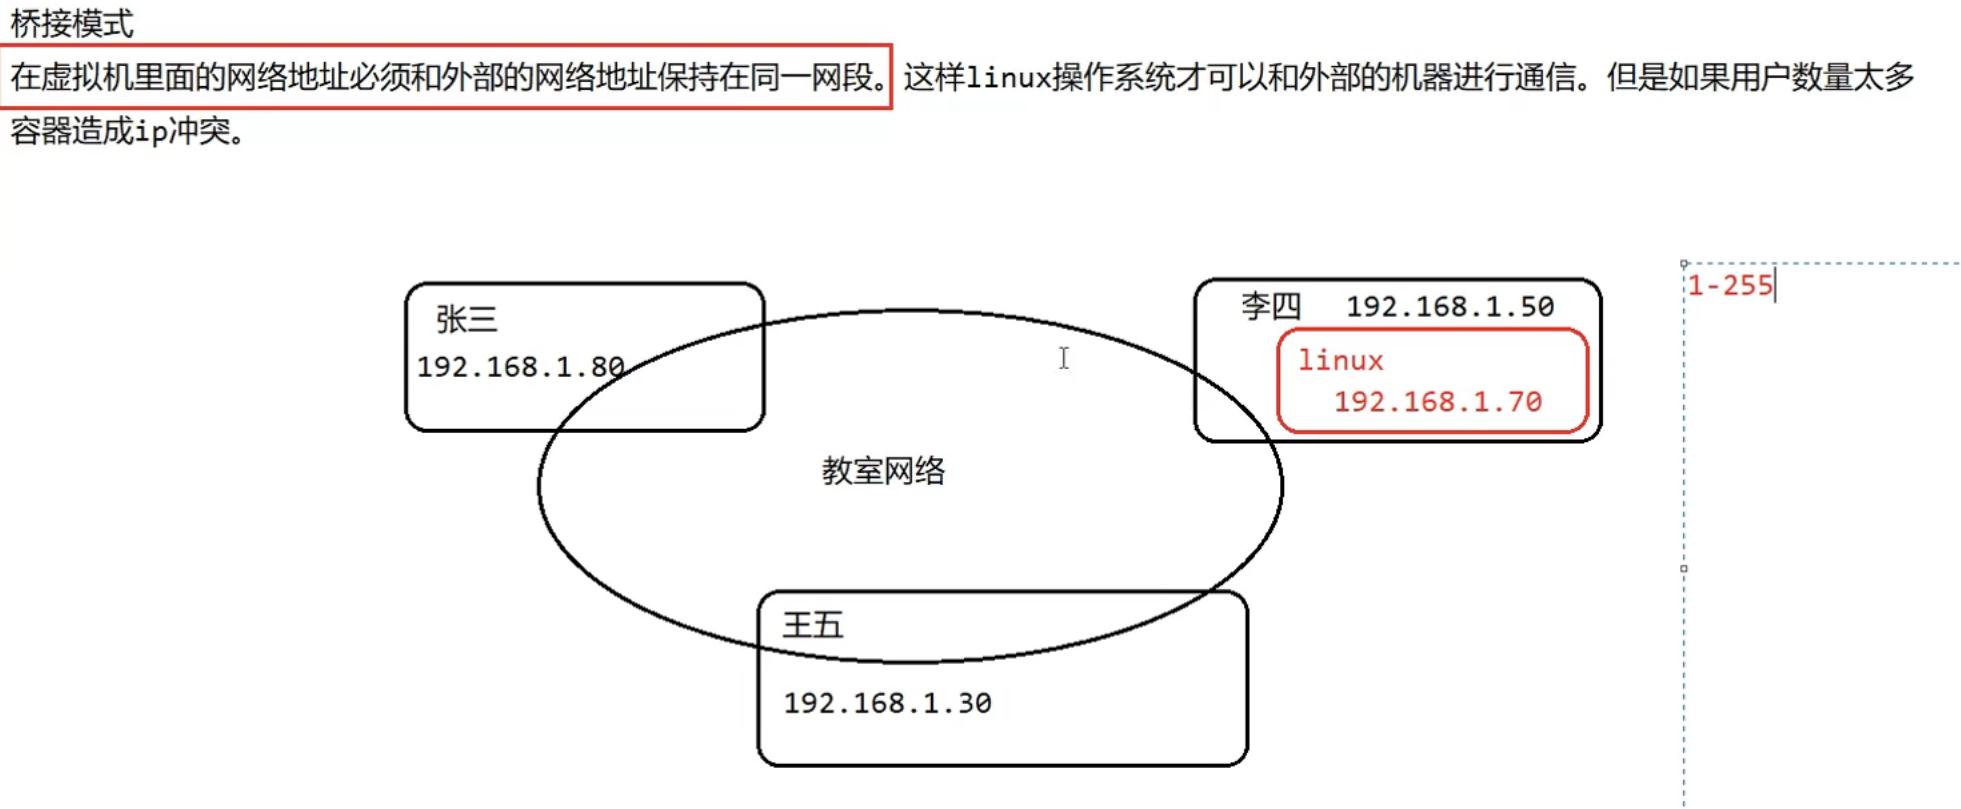 桥接模式
在虚拟机里面的网络地址必须和外部的网络地址保持在同一网段。这样linux操作系统才可以和外部的机器进行通信。但是如果用户数量太多
容器造成ip冲突。
张三
192.168.1.80
李四 192.168.1.50
linux
192.168.1.70
1-255
教室网络
王五
192.168.1.30